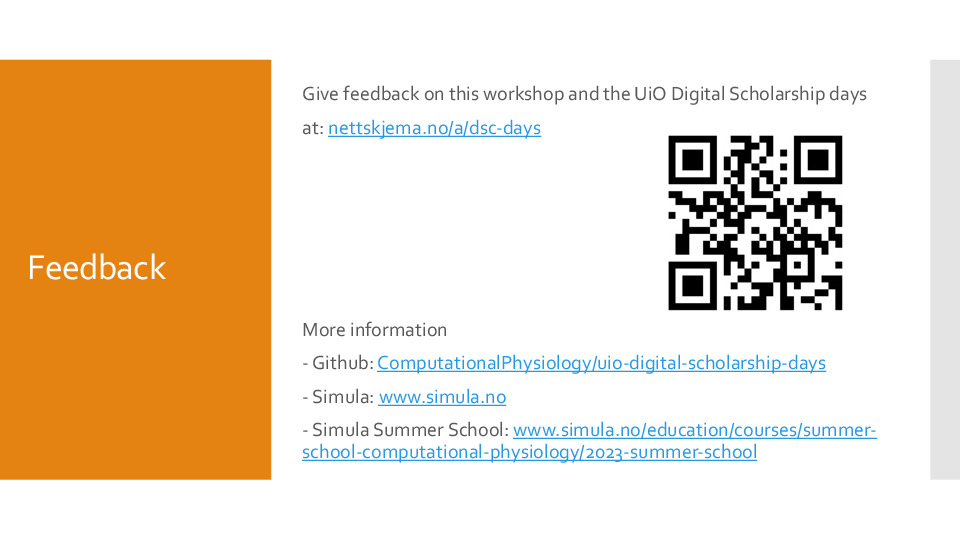 Feedback
Give feedback on this workshop and the UiO Digital Scholarship days
at: nettskjema.no/a/dsc-days
More information
- Github: ComputationalPhysiology/uio-digital-scholarship-days
- Simula: www.simula.no
- Simula Summer School: www.simula.no/education/courses/summer-
school-computational-physiology/2023-summer-school